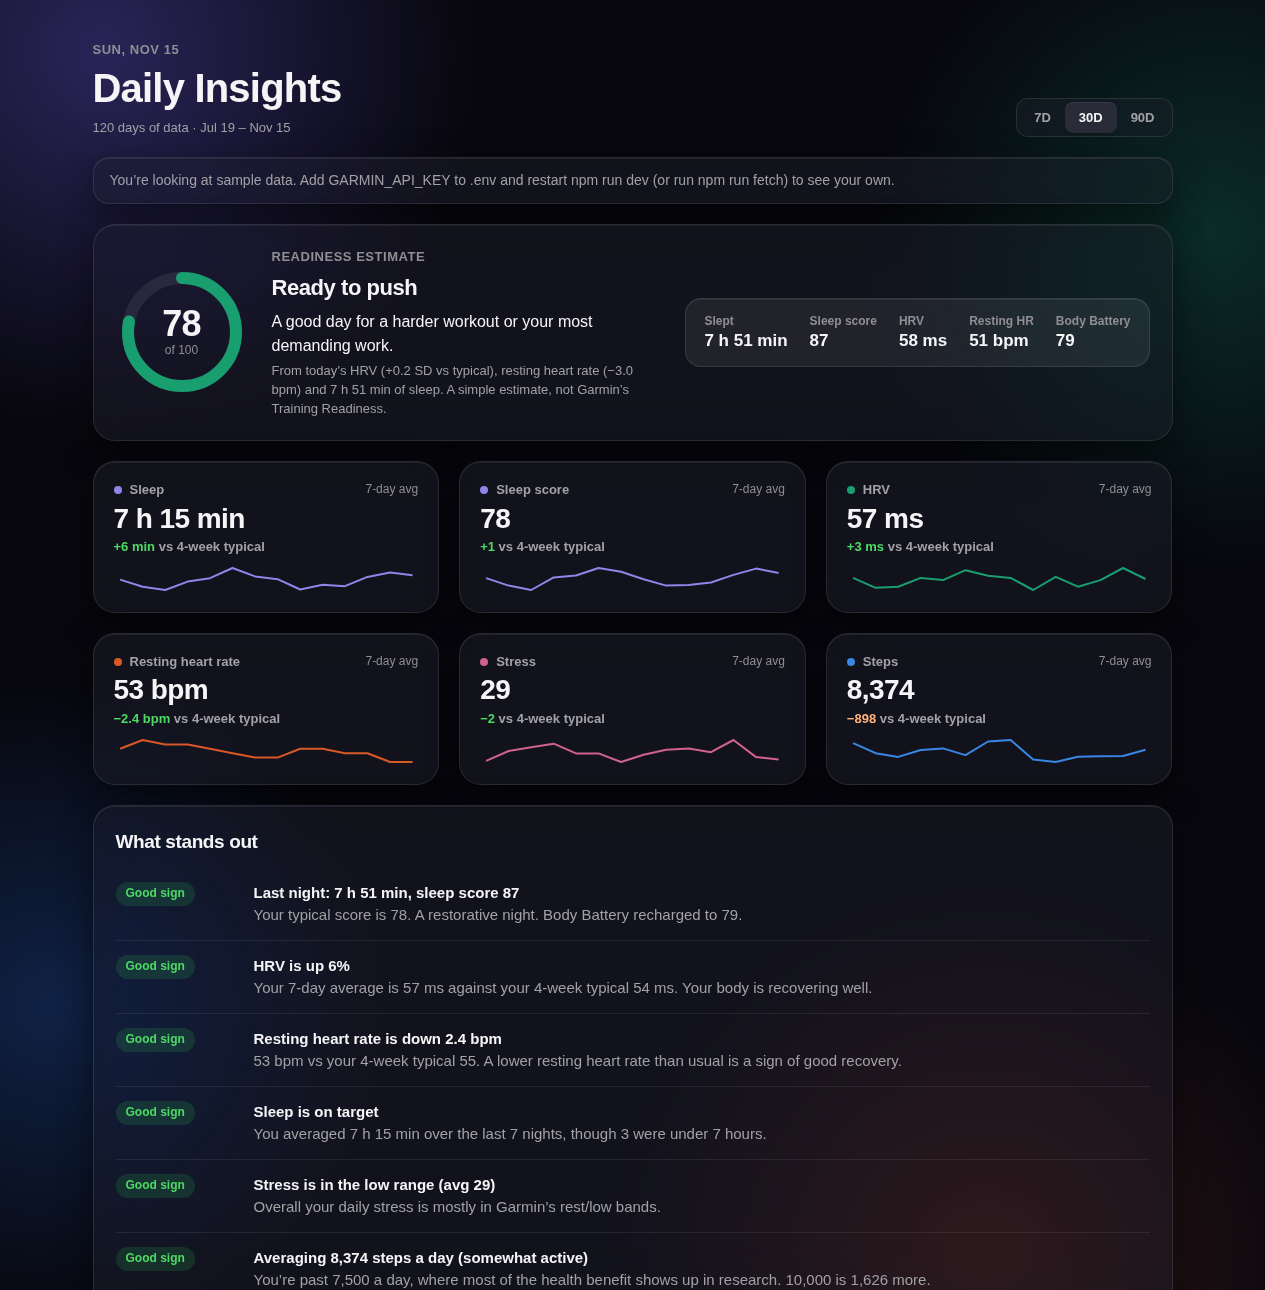 SUN, NOV 15
Daily Insights
120 days of data · Jul 19 – Nov 15
7D 30D 90D
You’re looking at sample data. Add GARMIN_API_KEY to .env and restart npm run dev (or run npm run fetch) to see your own.
78
of 100
READINESS ESTIMATE
Ready to push
A good day for a harder workout or your most
demanding work.
From today’s HRV (+0.2 SD vs typical), resting heart rate (−3.0
bpm) and 7 h 51 min of sleep. A simple estimate, not Garmin’s
Training Readiness.
Slept Sleep score HRV Resting HR Body Battery
7 h 51 min 87 58 ms 51 bpm 79
Sleep 7-day avg
7 h 15 min
+6 min vs 4-week typical
Sleep score 7-day avg
78
+1 vs 4-week typical
HRV 7-day avg
57 ms
+3 ms vs 4-week typical
Resting heart rate 7-day avg
53 bpm
−2.4 bpm vs 4-week typical
Stress 7-day avg
29
−2 vs 4-week typical
Steps 7-day avg
8,374
−898 vs 4-week typical
What stands out
Good sign
Last night: 7 h 51 min, sleep score 87
Your typical score is 78. A restorative night. Body Battery recharged to 79.
Good sign
HRV is up 6%
Your 7-day average is 57 ms against your 4-week typical 54 ms. Your body is recovering well.
Good sign
Resting heart rate is down 2.4 bpm
53 bpm vs your 4-week typical 55. A lower resting heart rate than usual is a sign of good recovery.
Good sign
Sleep is on target
You averaged 7 h 15 min over the last 7 nights, though 3 were under 7 hours.
Good sign
Stress is in the low range (avg 29)
Overall your daily stress is mostly in Garmin’s rest/low bands.
Good sign
Averaging 8,374 steps a day (somewhat active)
You’re past 7,500 a day, where most of the health benefit shows up in research. 10,000 is 1,626 more.